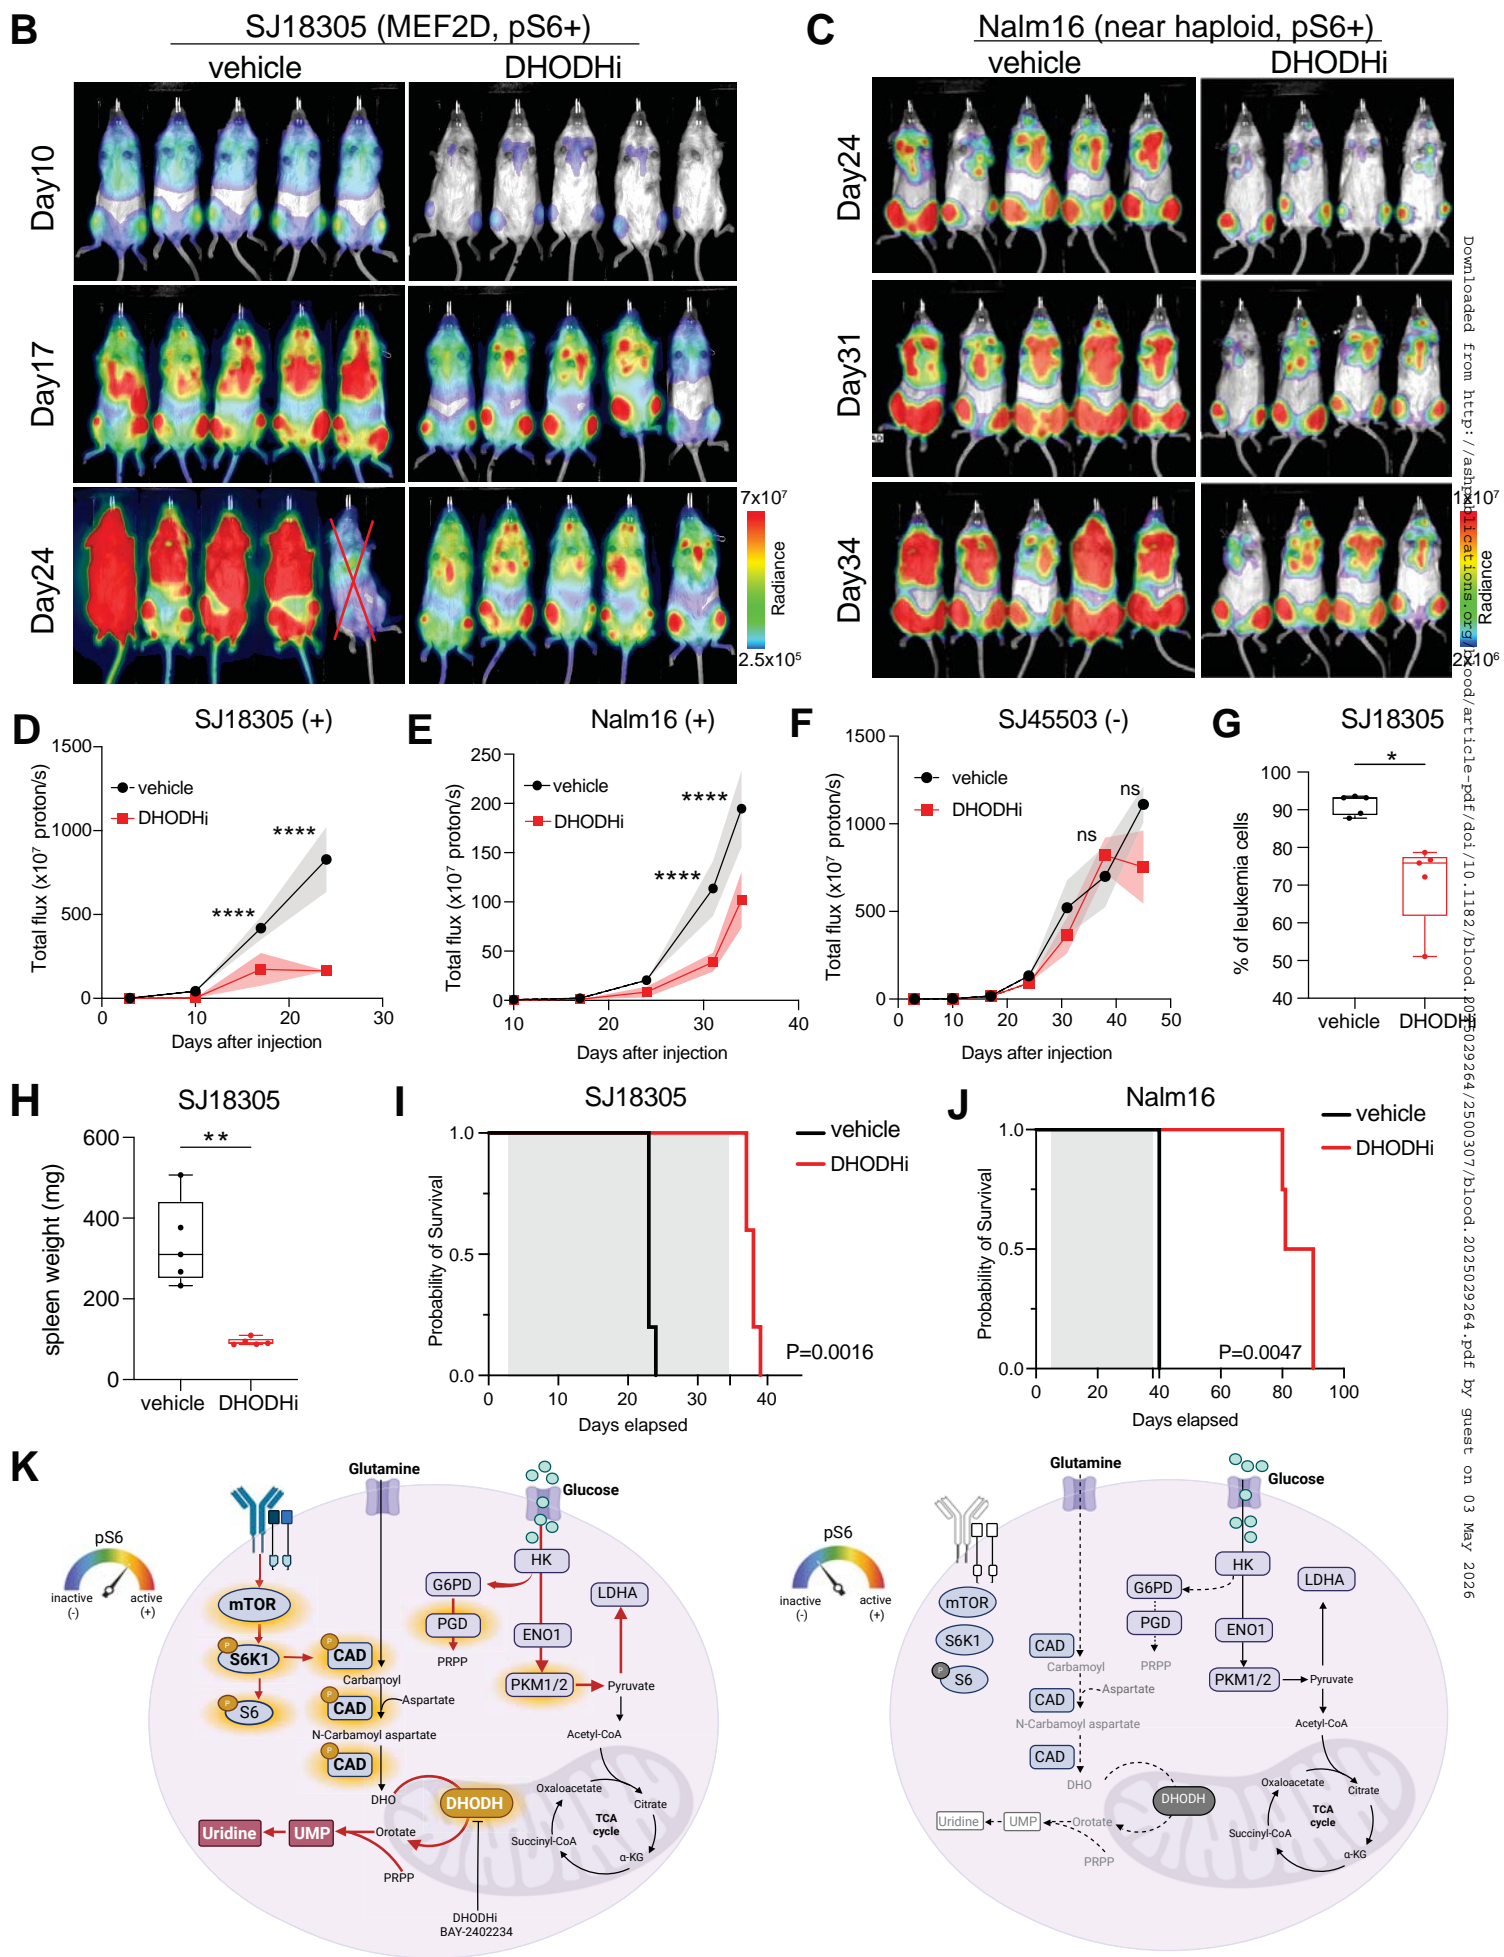 B
SJ18305 (MEF2D, pS6+)
vehicle
DHODHi
Day10
Day17
Day24
7x10⁷
Radiance
2.5x10⁵
C
Nalm16 (near haploid, pS6+)
vehicle
DHODHi
Day24
Day31
Day34
1x10⁷
Radiance
2x10⁶
D
SJ18305 (+)
Total flux (x10⁷ proton/s)
1500
1000
500
0
vehicle
DHODHi
****
****
0 10 20 30
Days after injection
E
Nalm16 (+)
Total flux (x10⁷ proton/s)
250
200
150
100
50
0
vehicle
DHODHi
****
****
10 20 30 40
Days after injection
F
SJ45503 (-)
Total flux (x10⁷ proton/s)
1500
1000
500
0
vehicle
DHODHi
ns
ns
0 10 20 30 40 50
Days after injection
G
SJ18305
% of leukemia cells
*
100
90
80
70
60
50
40
vehicle DHODHi
H
SJ18305
spleen weight (mg)
**
600
400
200
0
vehicle DHODHi
I
SJ18305
Probability of Survival
1.0
0.5
0.0
vehicle
DHODHi
P=0.0016
0 10 20 30 40
Days elapsed
J
Nalm16
Probability of Survival
1.0
0.5
0.0
vehicle
DHODHi
P=0.0047
0 20 40 60 80 100
Days elapsed
K
pS6
inactive (-)
active (+)
Glutamine
Glucose
mTOR
P
S6K1
P
S6
P
CAD
Carbamoyl
P
CAD
Aspartate
N-Carbamoyl aspartate
P
CAD
DHO
DHODH
Orotate
UMP
Uridine
PRPP
DHODHi
BAY-2402234
HK
G6PD
PGD
PRPP
ENO1
PKM1/2
LDHA
Pyruvate
Acetyl-CoA
Oxaloacetate
Citrate
TCA
cycle
Succinyl-CoA
α-KG
pS6
inactive (-)
active (+)
Glutamine
Glucose
mTOR
S6K1
P
S6
CAD
Carbamoyl
CAD
Aspartate
N-Carbamoyl aspartate
CAD
DHO
DHODH
Orotate
UMP
Uridine
PRPP
HK
G6PD
PGD
PRPP
ENO1
PKM1/2
LDHA
Pyruvate
Acetyl-CoA
Oxaloacetate
Citrate
TCA
cycle
Succinyl-CoA
α-KG
Downloaded from http://ashpublications.org/blood/article-pdf/doi/10.1182/blood.2025029264/2500307/blood.2025029264.pdf by guest on 03 May 2026